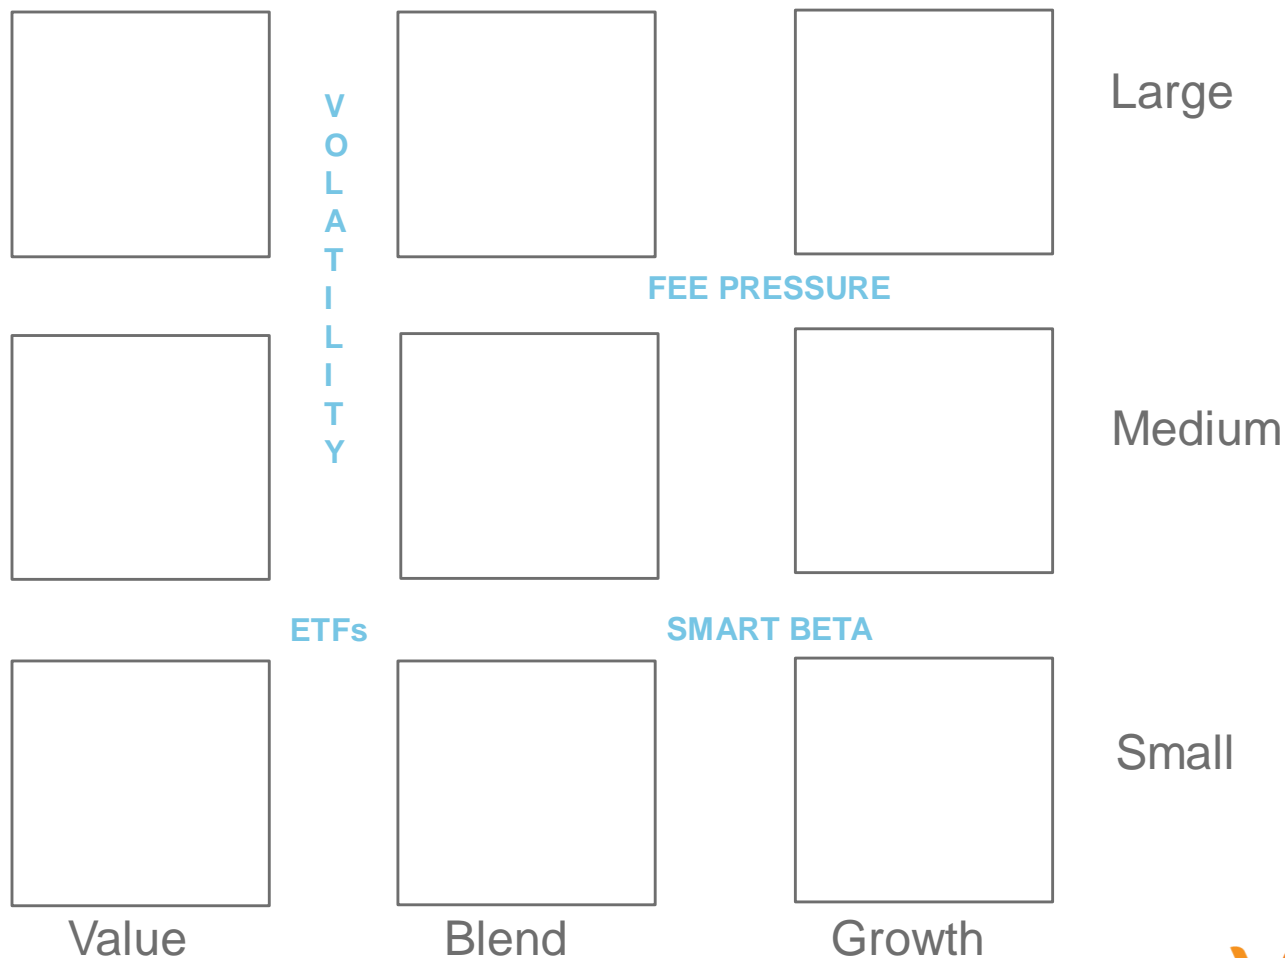 Large
VOLATILITY
FEE PRESSURE
Medium
ETFs
SMART BETA
Small
Value
Blend
Growth